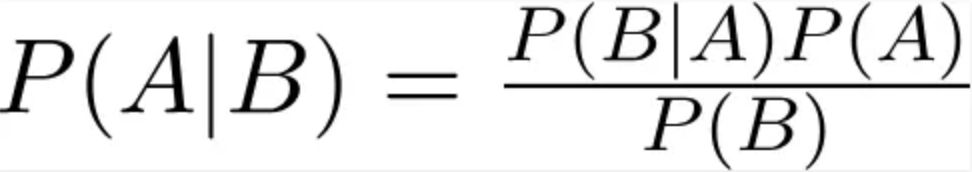 P(A|B) = P(B|A)P(A) / P(B)